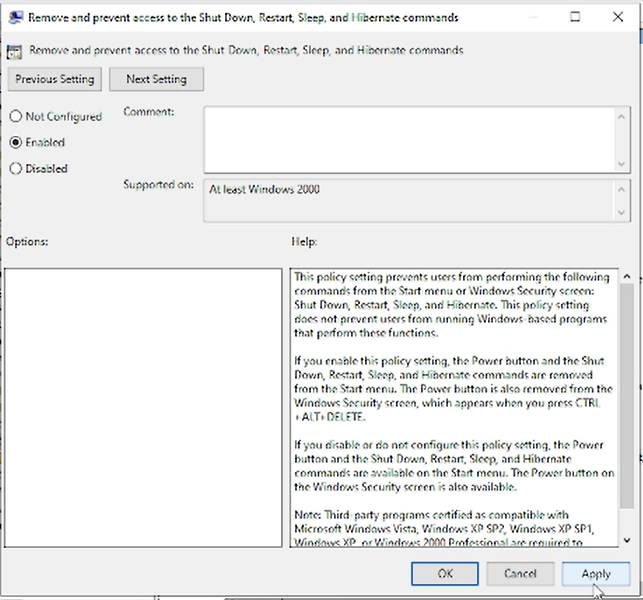 Remove and prevent access to the Shut Down, Restart, Sleep, and Hibernate commands
Remove and prevent access to the Shut Down, Restart, Sleep, and Hibernate commands
Previous Setting
Next Setting
Not Configured
Comment:
Enabled
Disabled
Supported on:
At least Windows 2000
Options:
Help:
This policy setting prevents users from performing the following
commands from the Start menu or Windows Security screen:
Shut Down, Restart, Sleep, and Hibernate. This policy setting
does not prevent users from running Windows-based programs
that perform these functions.
If you enable this policy setting, the Power button and the Shut
Down, Restart, Sleep, and Hibernate commands are removed
from the Start menu. The Power button is also removed from the
Windows Security screen, which appears when you press CTRL
+ALT+DELETE.
If you disable or do not configure this policy setting, the Power
button and the Shut Down, Restart, Sleep, and Hibernate
commands are available on the Start menu. The Power button on
the Windows Security screen is also available.
Note: Third-party programs certified as compatible with
Microsoft Windows Vista, Windows XP SP2, Windows XP SP1,
Windows XP, or Windows 2000 Professional are required to
OK
Cancel
Apply